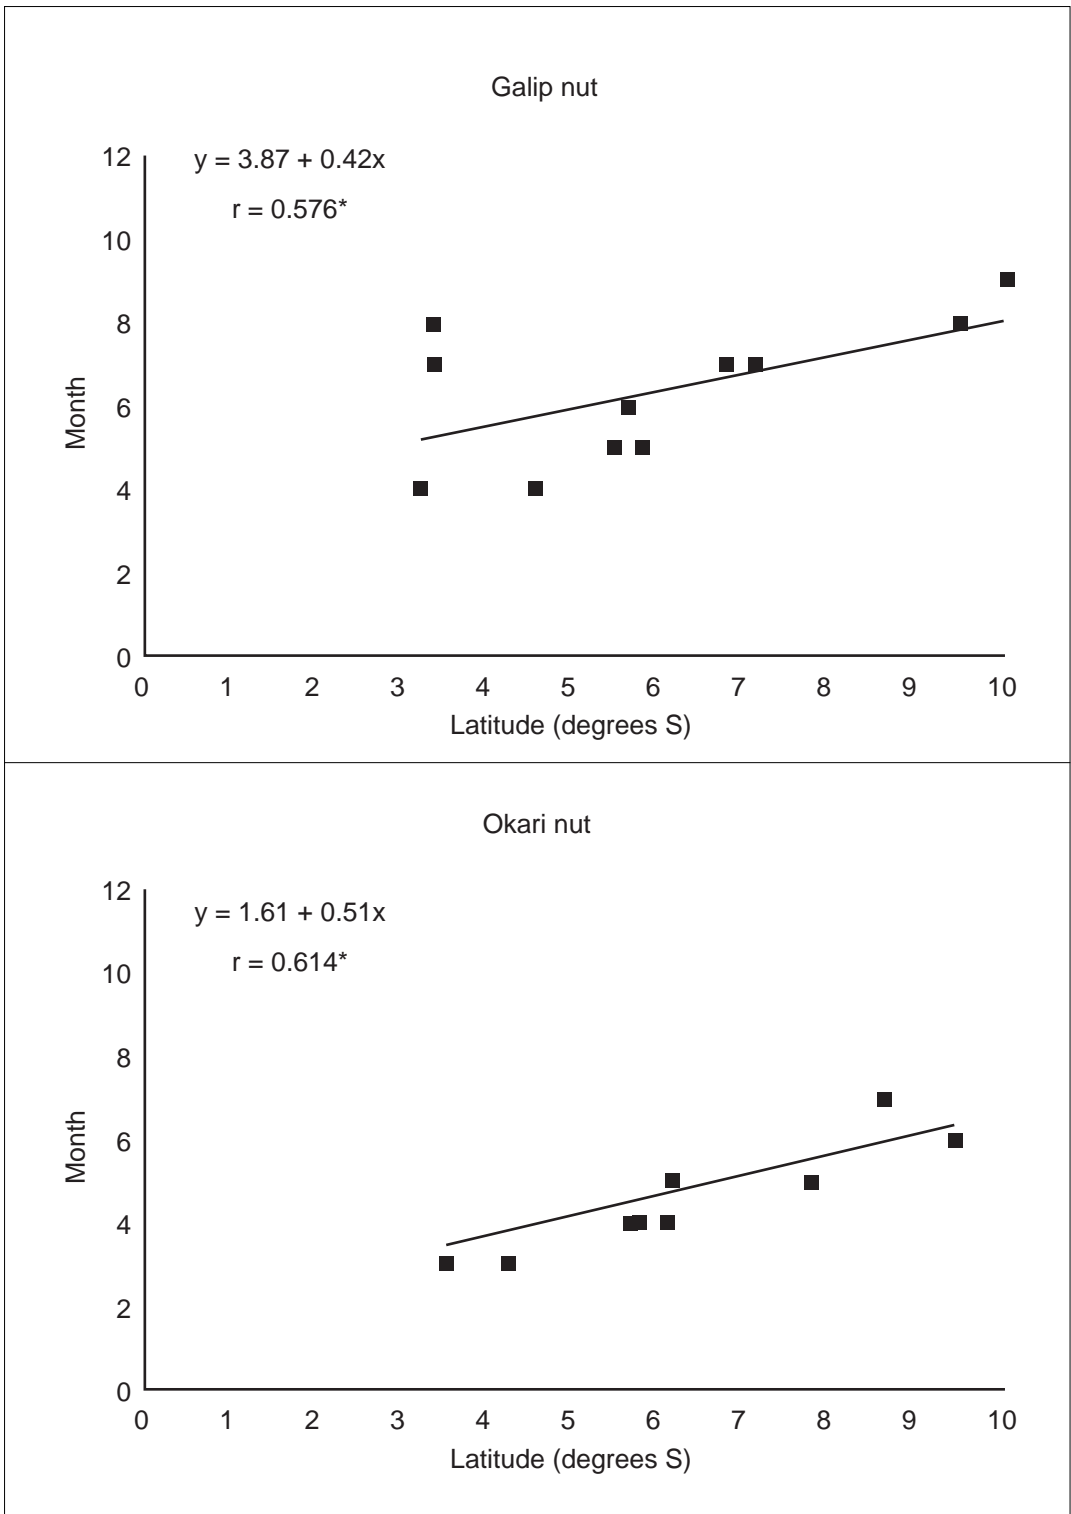 Galip nut
y = 3.87 + 0.42x
r = 0.576*
12
10
8
6
4
2
0
Month
0 1 2 3 4 5 6 7 8 9 10
Latitude (degrees S)
Okari nut
y = 1.61 + 0.51x
r = 0.614*
12
10
8
6
4
2
0
Month
0 1 2 3 4 5 6 7 8 9 10
Latitude (degrees S)